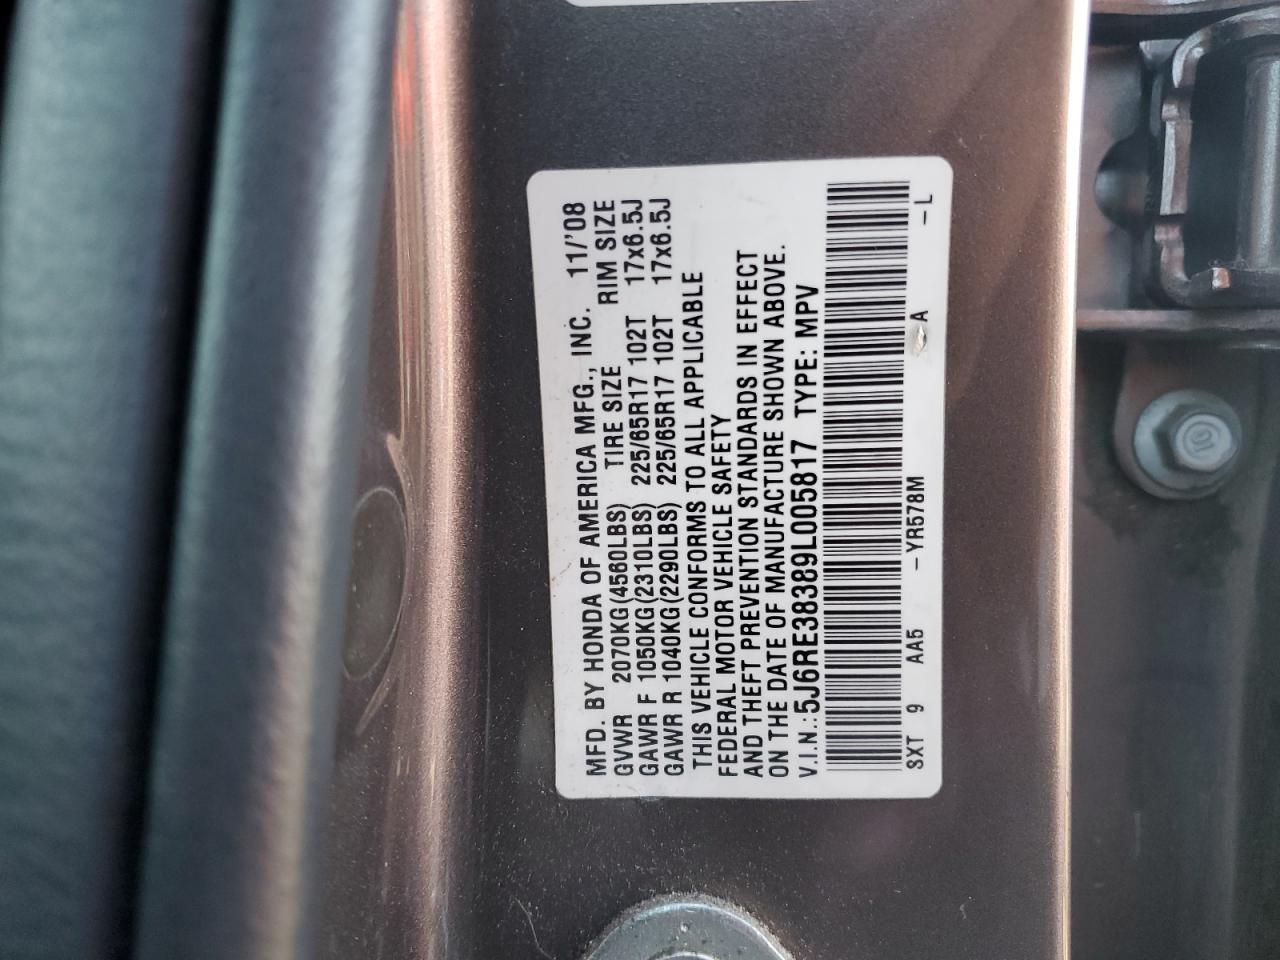 MFD. BY HONDA OF AMERICA MFG., INC. 11/'08
GVWR 2070KG(4560LBS) TIRE SIZE RIM SIZE
GAWR F 1050KG(2310LBS) 225/65R17 102T 17x6.5J
GAWR R 1040KG(2290LBS) 225/65R17 102T 17x6.5J
THIS VEHICLE CONFORMS TO ALL APPLICABLE
FEDERAL MOTOR VEHICLE SAFETY
AND THEFT PREVENTION STANDARDS IN EFFECT
ON THE DATE OF MANUFACTURE SHOWN ABOVE.
V.I.N.:5J6RE38389L005817 TYPE: MPV
SXT 9 AA5 -YR578M -A -L
10